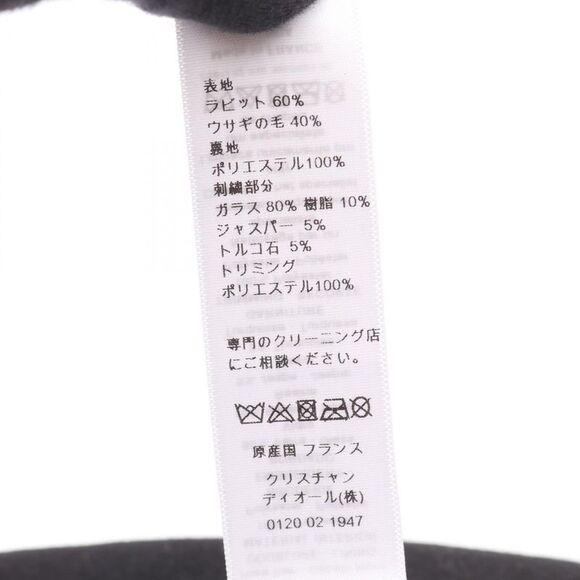 表地
ラビット 60%
ウサギの毛 40%
裏地
ポリエステル100%
刺繍部分
ガラス 80% 樹脂 10%
ジャスパー 5%
トルコ石 5%
トリミング
ポリエステル100%
専門のクリーニング店
にご相談ください。
原産国 フランス
クリスチャン
ディオール(株)
0120 02 1947